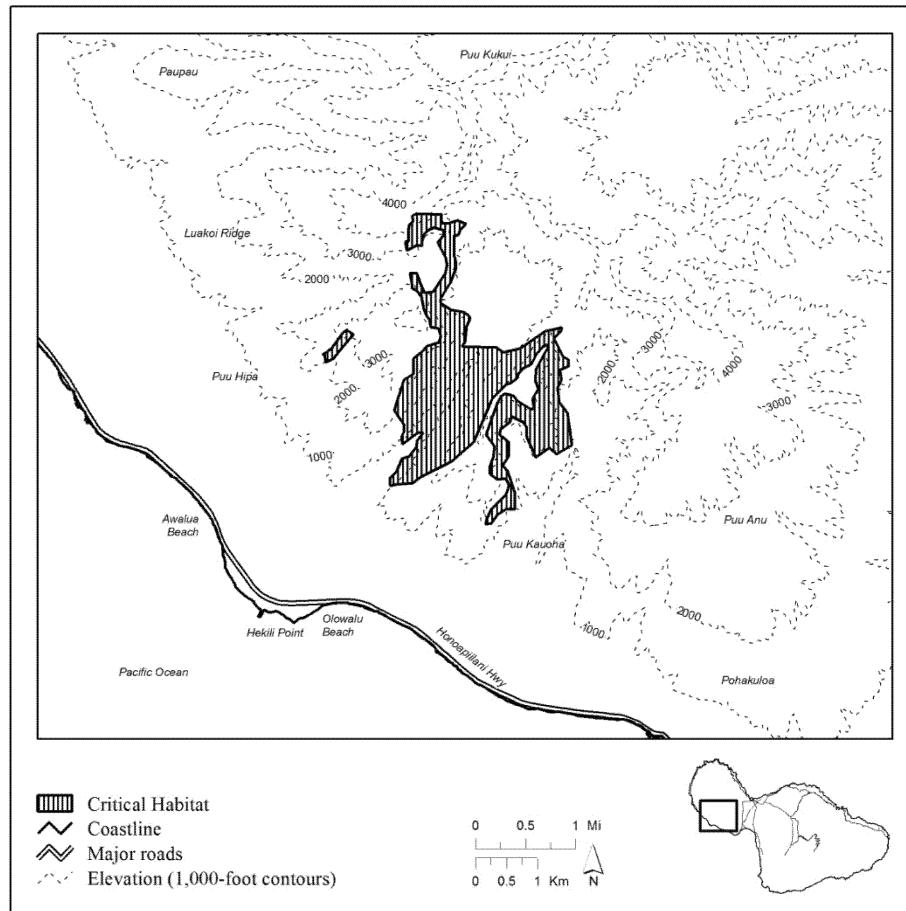 Puu Kukui
Paupau
4000
Luakoi Ridge
3000
2000
3000
3000
2000
4000
Puu Hipa
2000
3000
1000
Awalua
Beach
Puu Anu
Puu Kauoha
2000
1000
Hekili Point
Olowalu
Beach
Honoapiilani Hwy
Pacific Ocean
Pohakuloa
Critical Habitat
Coastline
Major roads
Elevation (1,000-foot contours)
0 0.5 1 Mi
0 0.5 1 Km
N